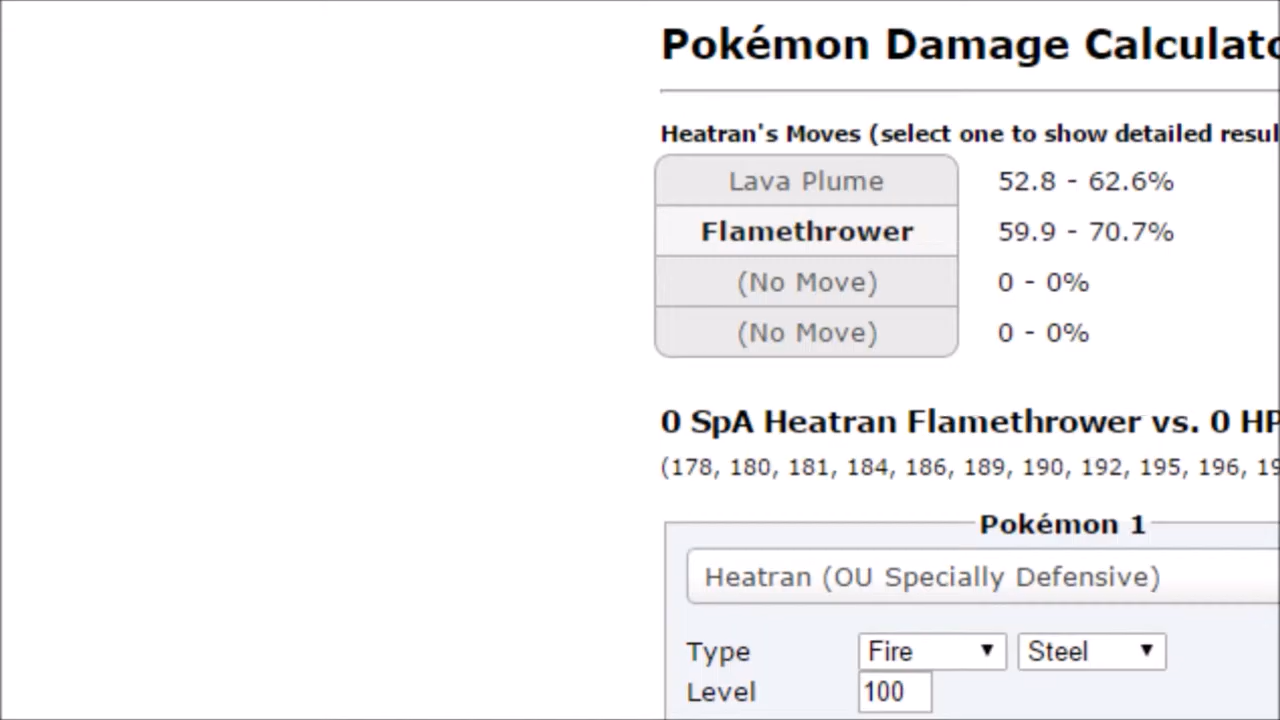 Pokémon Damage Calculato
Heatran's Moves (select one to show detailed resul
Lava Plume 52.8 - 62.6%
Flamethrower 59.9 - 70.7%
(No Move) 0 - 0%
(No Move) 0 - 0%
0 SpA Heatran Flamethrower vs. 0 HP
(178, 180, 181, 184, 186, 189, 190, 192, 195, 196, 19
Pokémon 1
Heatran (OU Specially Defensive)
Type Fire Steel
Level 100